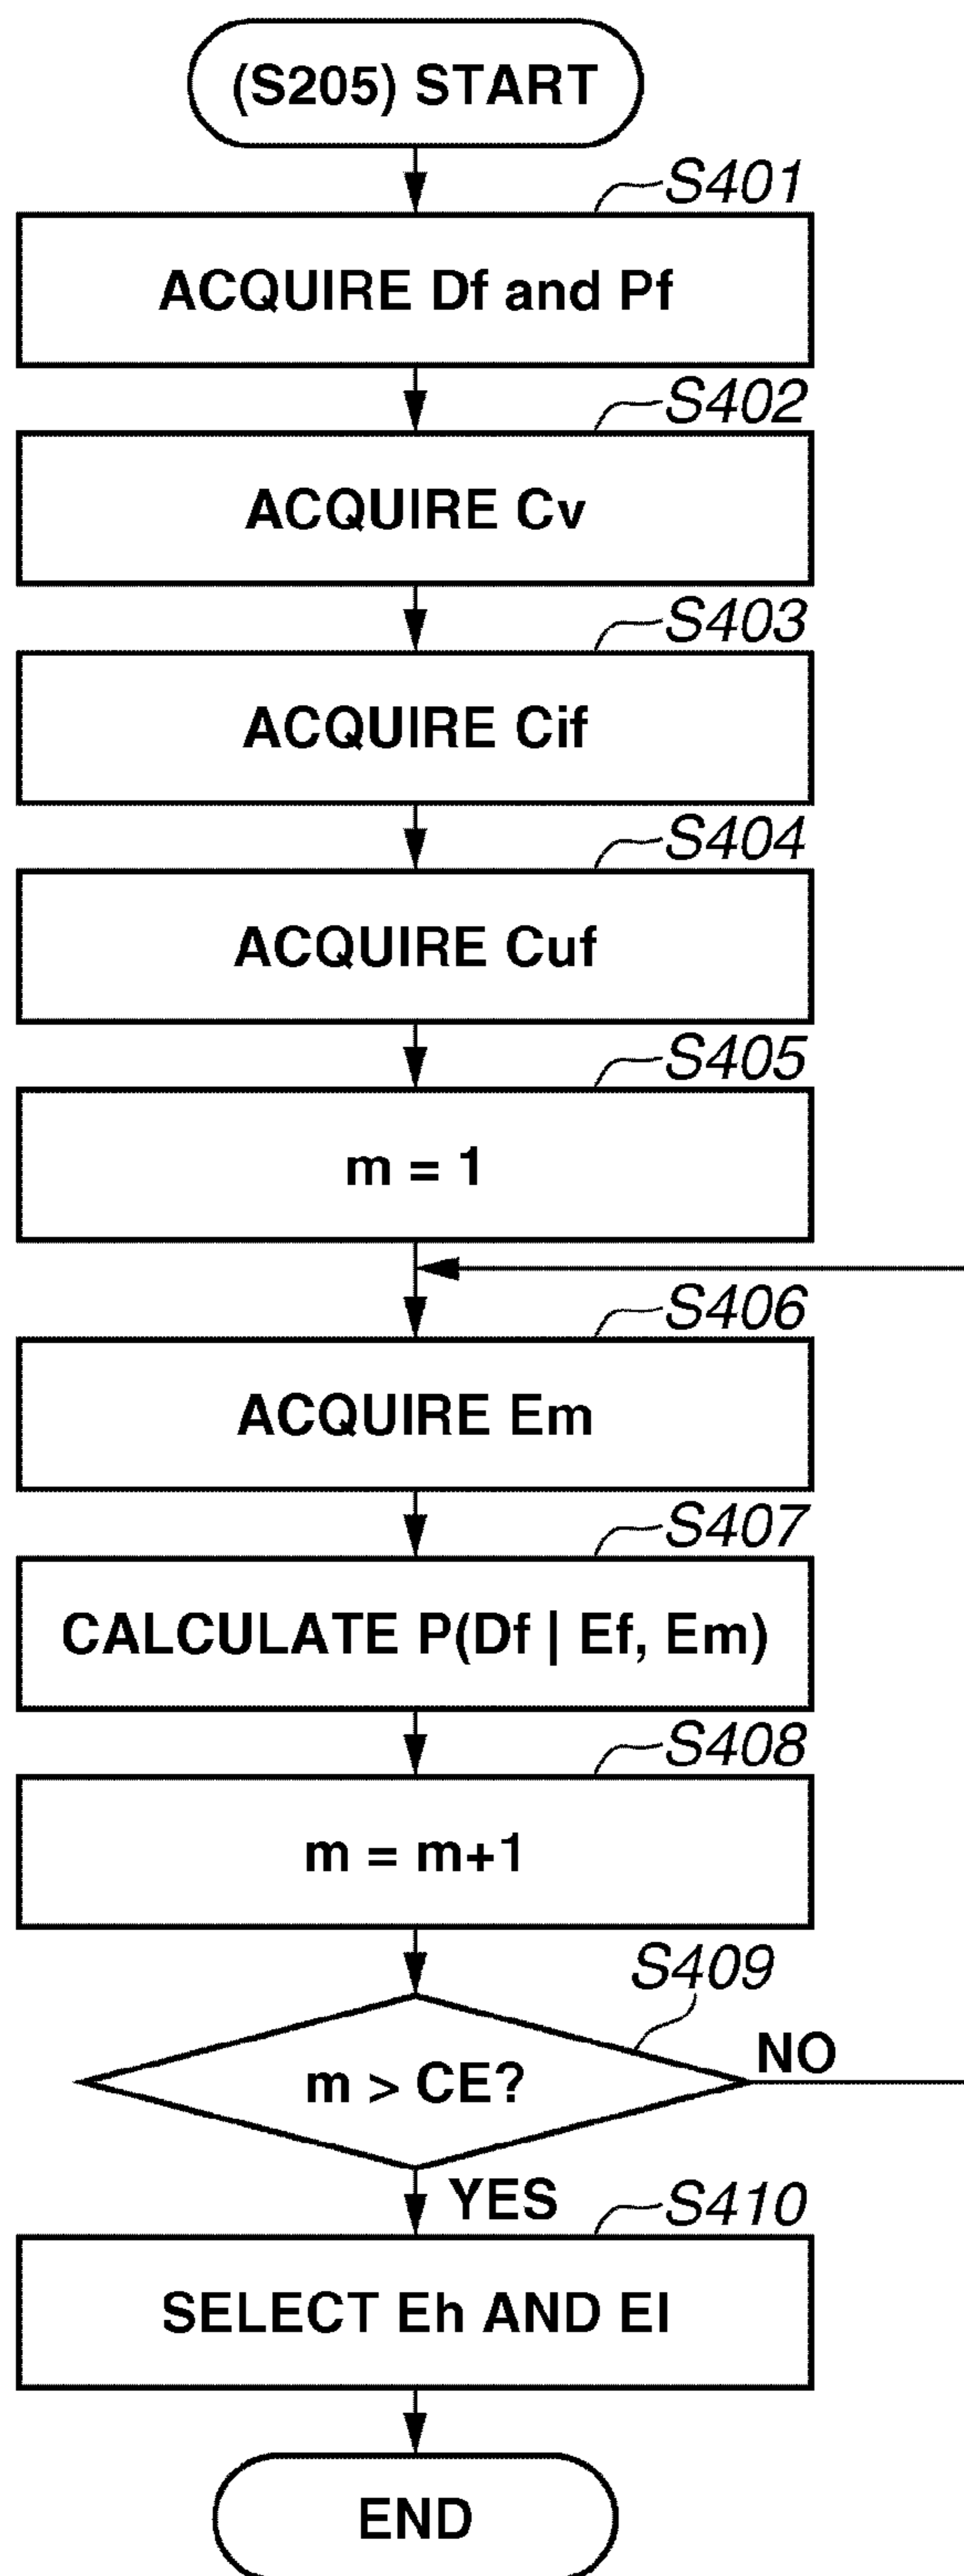 (S205) START
S401
ACQUIRE Df and Pf
S402
ACQUIRE Cv
S403
ACQUIRE Cif
S404
ACQUIRE Cuf
S405
m = 1
S406
ACQUIRE Em
S407
CALCULATE P(Df | Ef, Em)
S408
m = m+1
S409
m > CE?
NO
YES
S410
SELECT Eh AND El
END